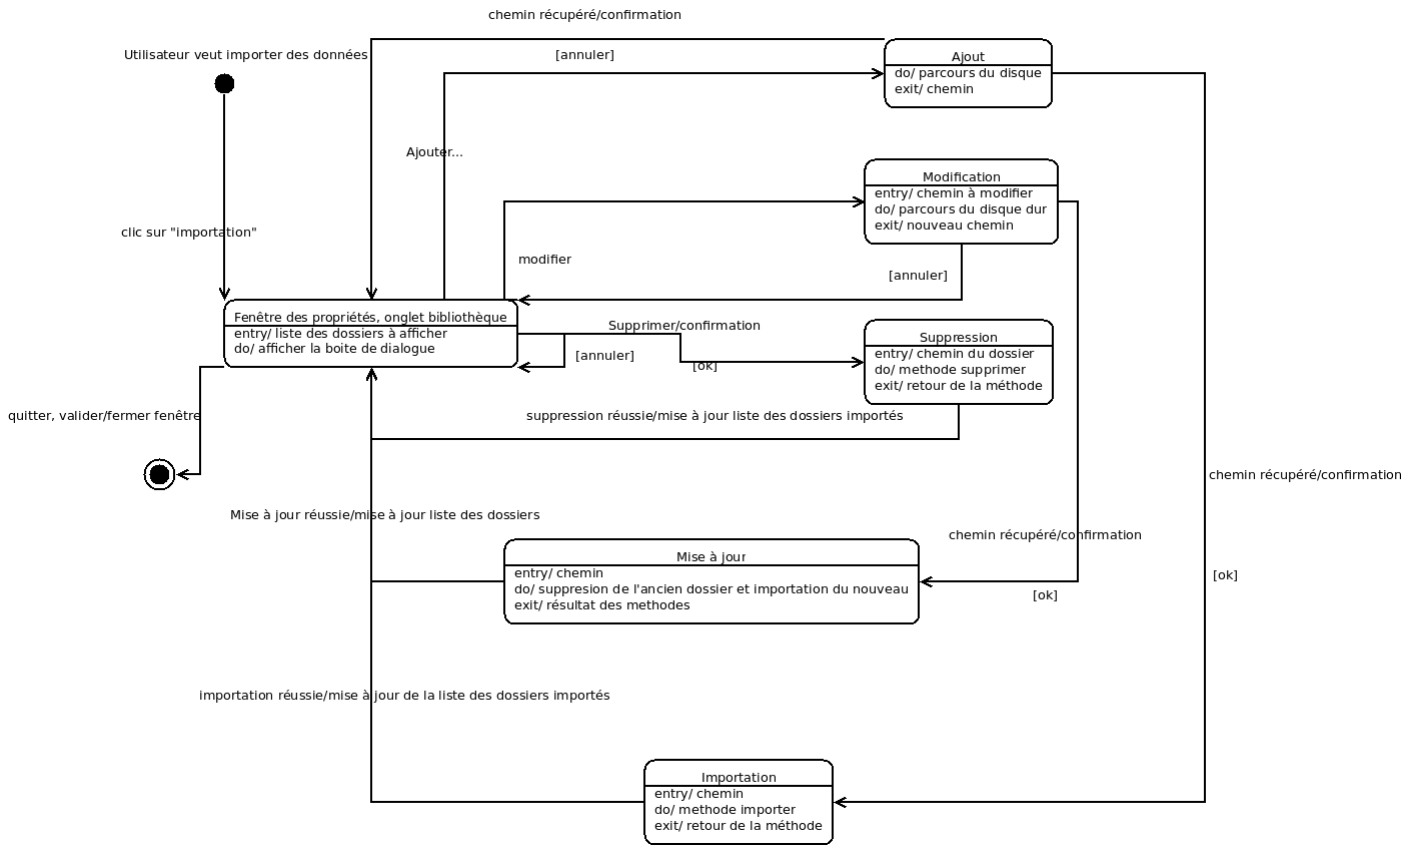 chemin récupéré/confirmation
Utilisateur veut importer des données
[annuler]
Ajout
do/ parcours du disque
exit/ chemin
Ajouter...
Modification
entry/ chemin à modifier
do/ parcours du disque dur
exit/ nouveau chemin
clic sur "importation"
modifier
[annuler]
Fenêtre des propriétés, onglet bibliothèque
entry/ liste des dossiers à afficher
do/ afficher la boite de dialogue
Supprimer/confirmation
[annuler]
[ok]
Suppression
entry/ chemin du dossier
do/ methode supprimer
exit/ retour de la méthode
quitter, valider/fermer fenêtre
suppression réussie/mise à jour liste des dossiers importés
chemin récupéré/confirmation
Mise à jour réussie/mise à jour liste des dossiers
chemin récupéré/confirmation
Mise à jour
entry/ chemin
do/ suppresion de l'ancien dossier et importation du nouveau
exit/ résultat des methodes
[ok]
[ok]
importation réussie/mise à jour de la liste des dossiers importés
Importation
entry/ chemin
do/ methode importer
exit/ retour de la méthode